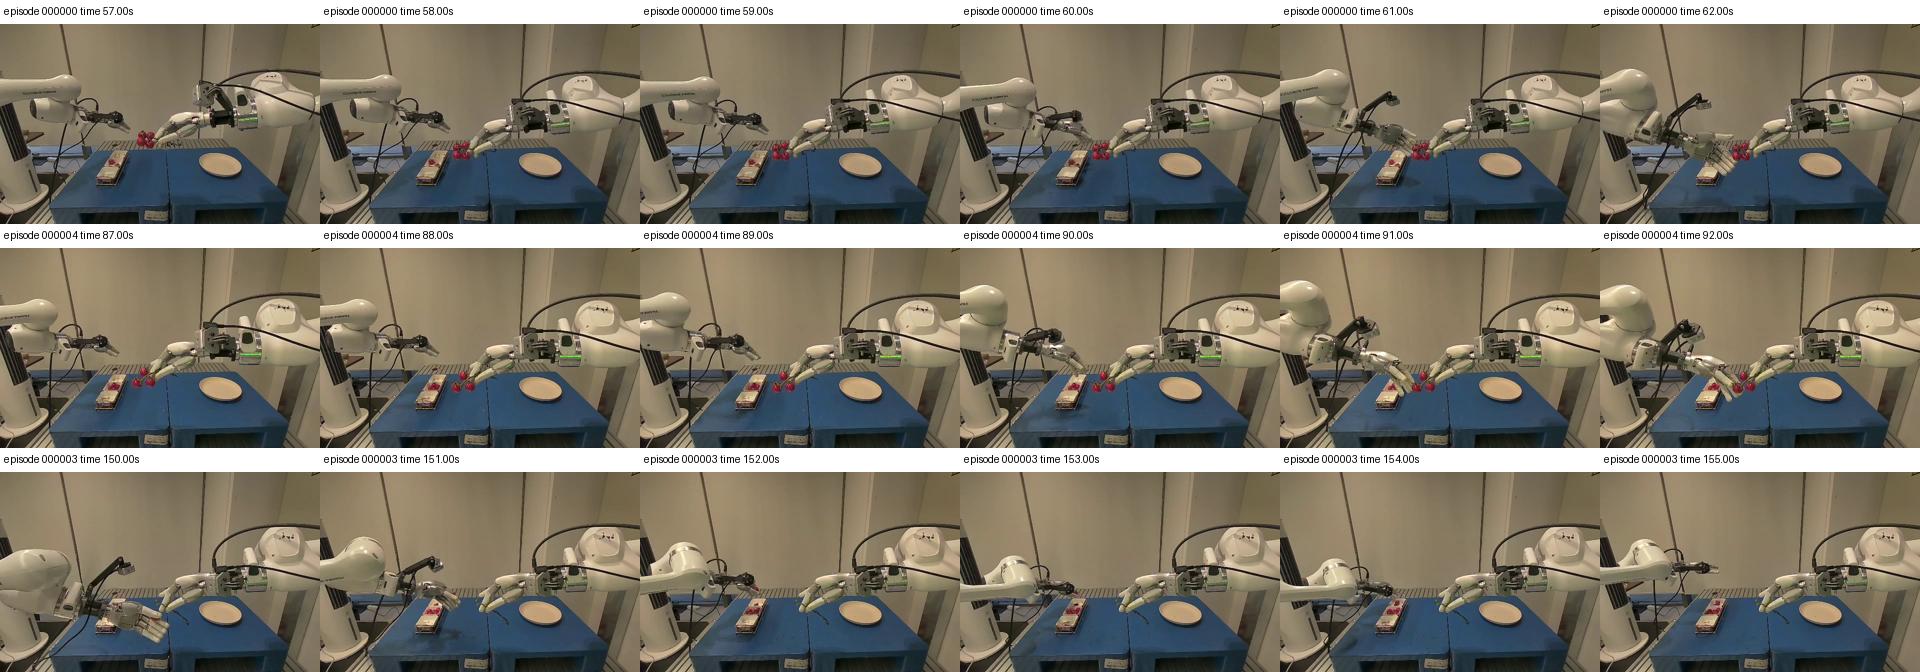 episode 000000 time 57.00s
episode 000000 time 58.00s
episode 000000 time 59.00s
episode 000000 time 60.00s
episode 000000 time 61.00s
episode 000000 time 62.00s
episode 000004 time 87.00s
episode 000004 time 88.00s
episode 000004 time 89.00s
episode 000004 time 90.00s
episode 000004 time 91.00s
episode 000004 time 92.00s
episode 000003 time 150.00s
episode 000003 time 151.00s
episode 000003 time 152.00s
episode 000003 time 153.00s
episode 000003 time 154.00s
episode 000003 time 155.00s